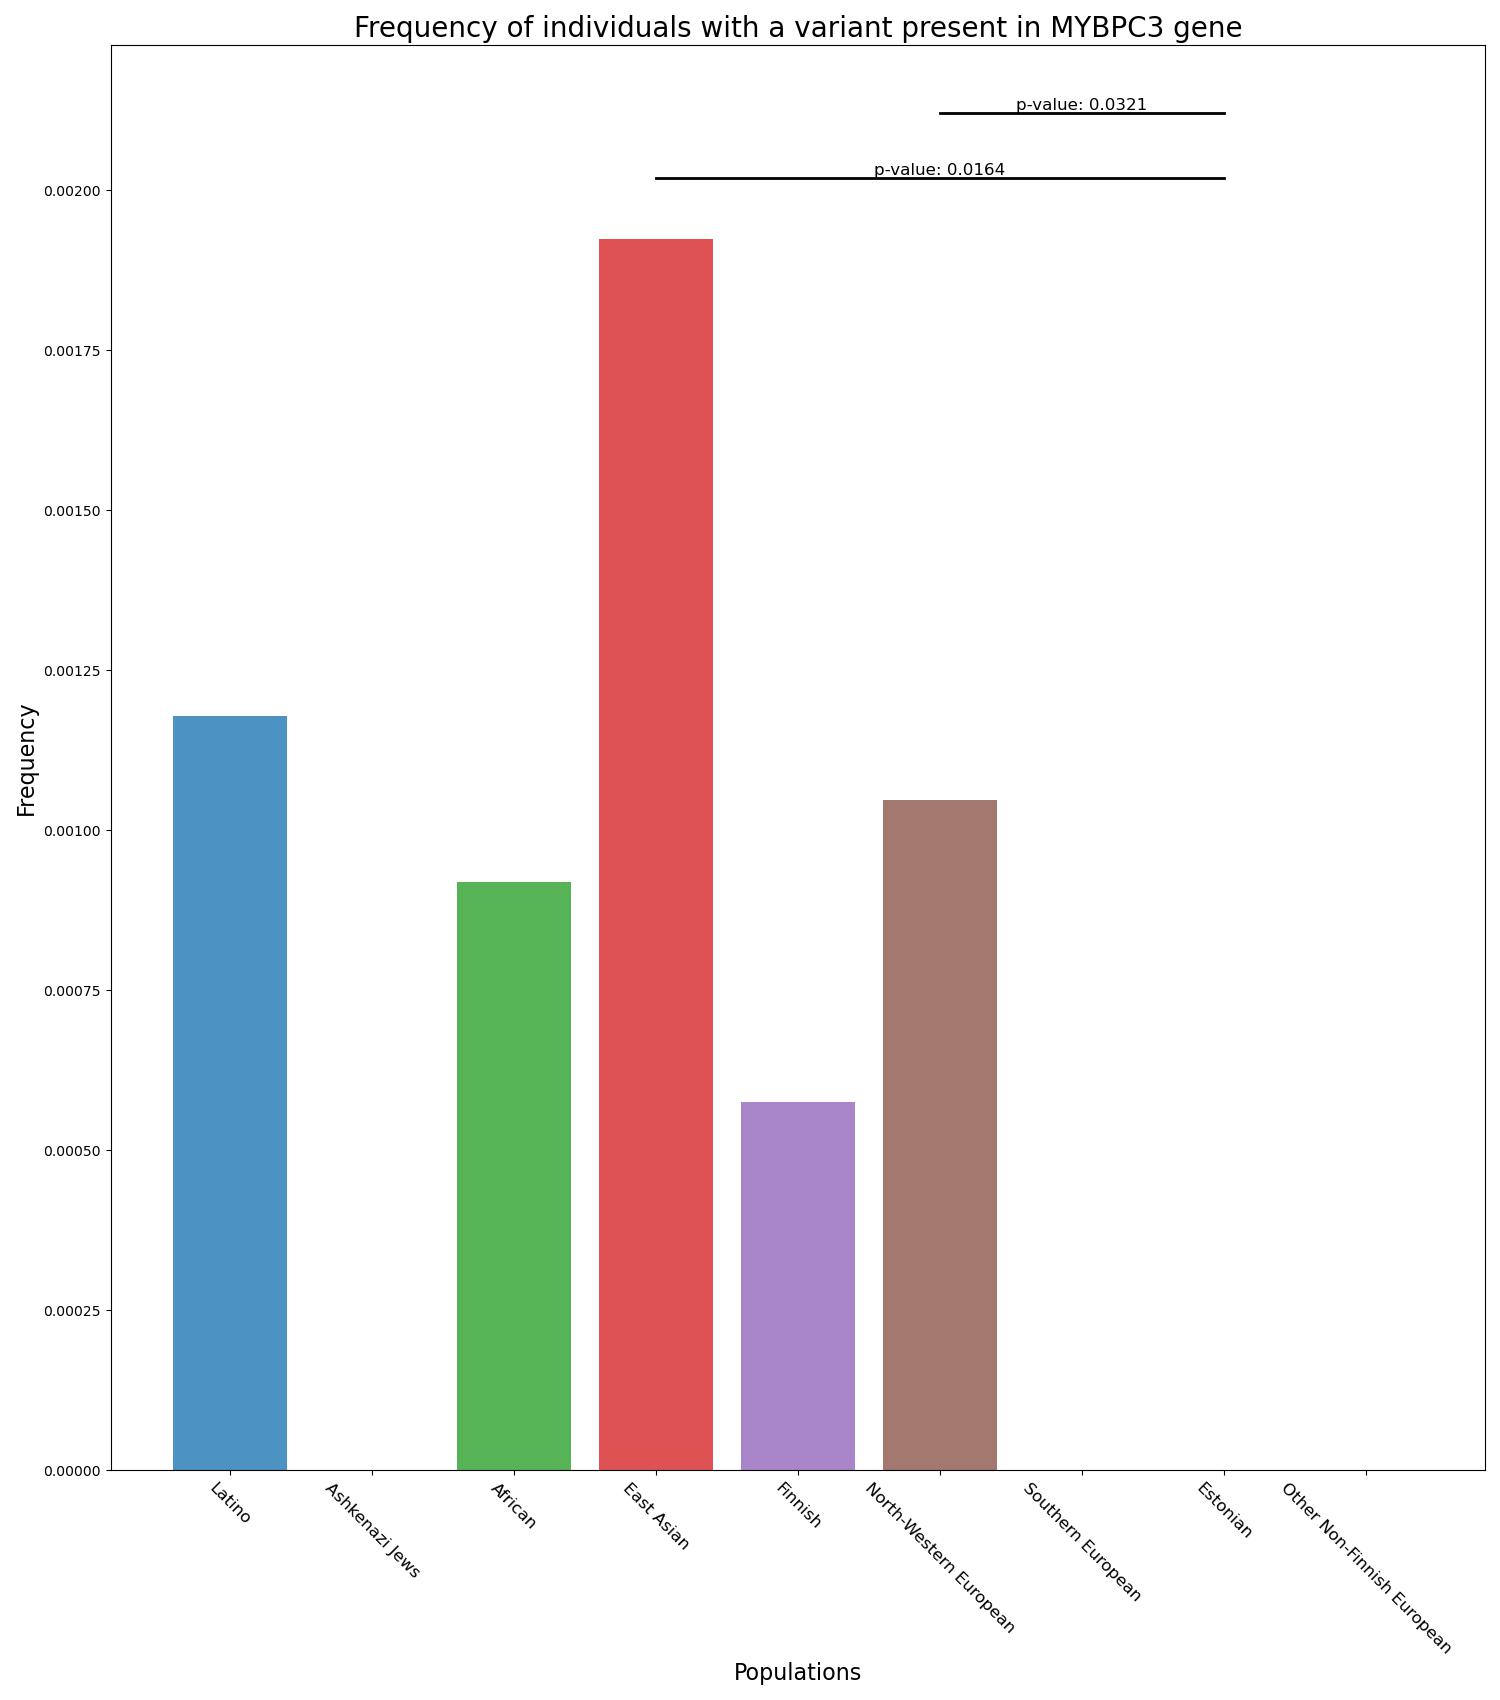 Frequency of individuals with a variant present in MYBPC3 gene
p-value: 0.0321
p-value: 0.0164
0.00200
0.00175
0.00150
0.00125
0.00100
0.00075
0.00050
0.00025
0.00000
Frequency
Latino
Ashkenazi Jews
African
East Asian
Finnish
North-Western European
Southern European
Estonian
Other Non-Finnish European
Populations